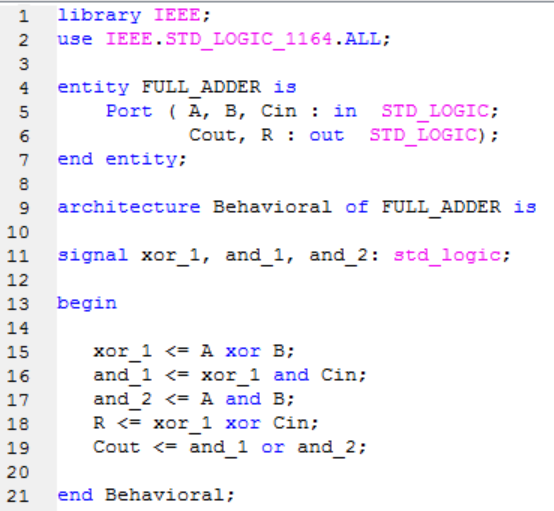 1 library IEEE;
2 use IEEE.STD_LOGIC_1164.ALL;
3
4 entity FULL_ADDER is
5     Port ( A, B, Cin : in  STD_LOGIC;
6            Cout, R : out  STD_LOGIC);
7 end entity;
8
9 architecture Behavioral of FULL_ADDER is
10
11 signal xor_1, and_1, and_2: std_logic;
12
13 begin
14
15    xor_1 <= A xor B;
16    and_1 <= xor_1 and Cin;
17    and_2 <= A and B;
18    R <= xor_1 xor Cin;
19    Cout <= and_1 or and_2;
20
21 end Behavioral;